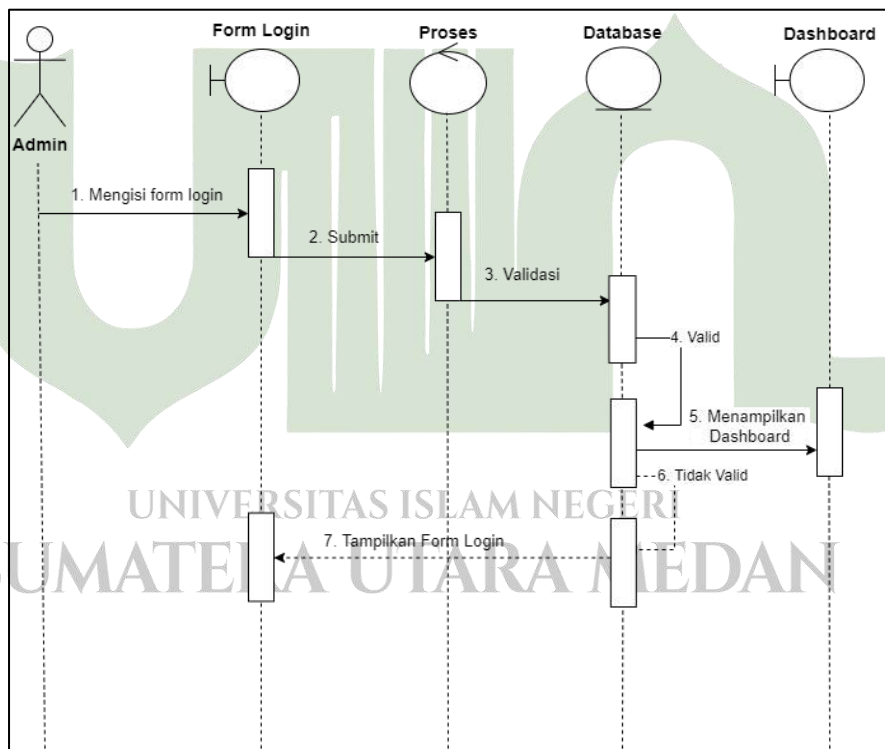 Form Login
Proses
Database
Dashboard
Admin
1. Mengisi form login
2. Submit
3. Validasi
4. Valid
5. Menampilkan
Dashboard
6. Tidak Valid
UNIVERSITAS ISLAM NEGERI
7. Tampilkan Form Login
SUMATERA UTARA MEDAN